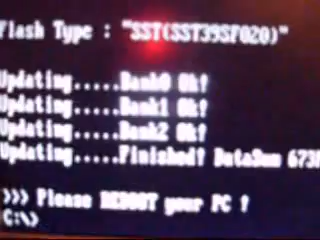 Flash Type : "SST(SST39SF020)"
Updating.....Bank0 Ok!
Updating.....Bank1 Ok!
Updating.....Bank2 Ok!
Updating.....Finished! DataSum 673
>>> Please REBOOT your PC !
C:\>